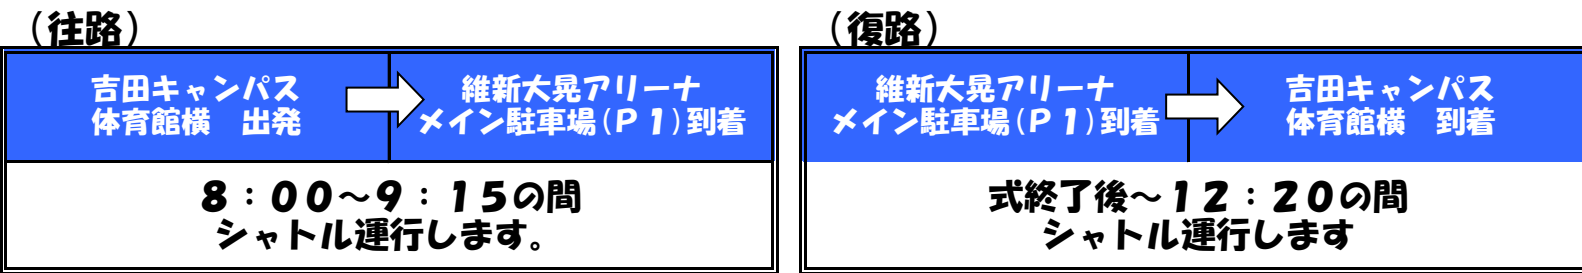 (往路)
吉田キャンパス
体育館横　出発
維新大晃アリーナ
メイン駐車場(P1)到着
8:00~9:15の間
シャトル運行します。
(復路)
維新大晃アリーナ
メイン駐車場(P1)到着
吉田キャンパス
体育館横　到着
式終了後~12:20の間
シャトル運行します